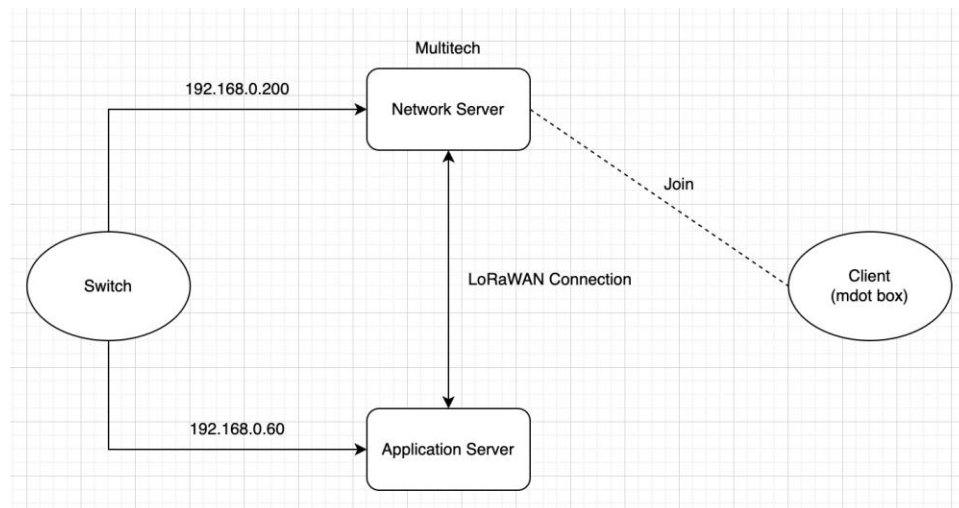 Multitech
192.168.0.200
Network Server
Join
Switch
LoRaWAN Connection
Client
(mdot box)
192.168.0.60
Application Server